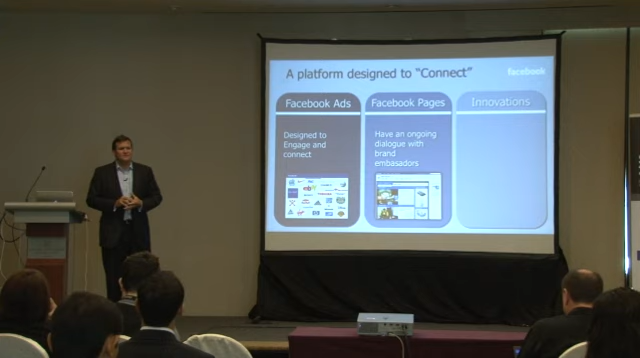 A platform designed to "Connect"
facebook
Facebook Ads
Facebook Pages
Innovations
Designed to
Engage and
connect
Have an ongoing
dialogue with
brand
embasadors